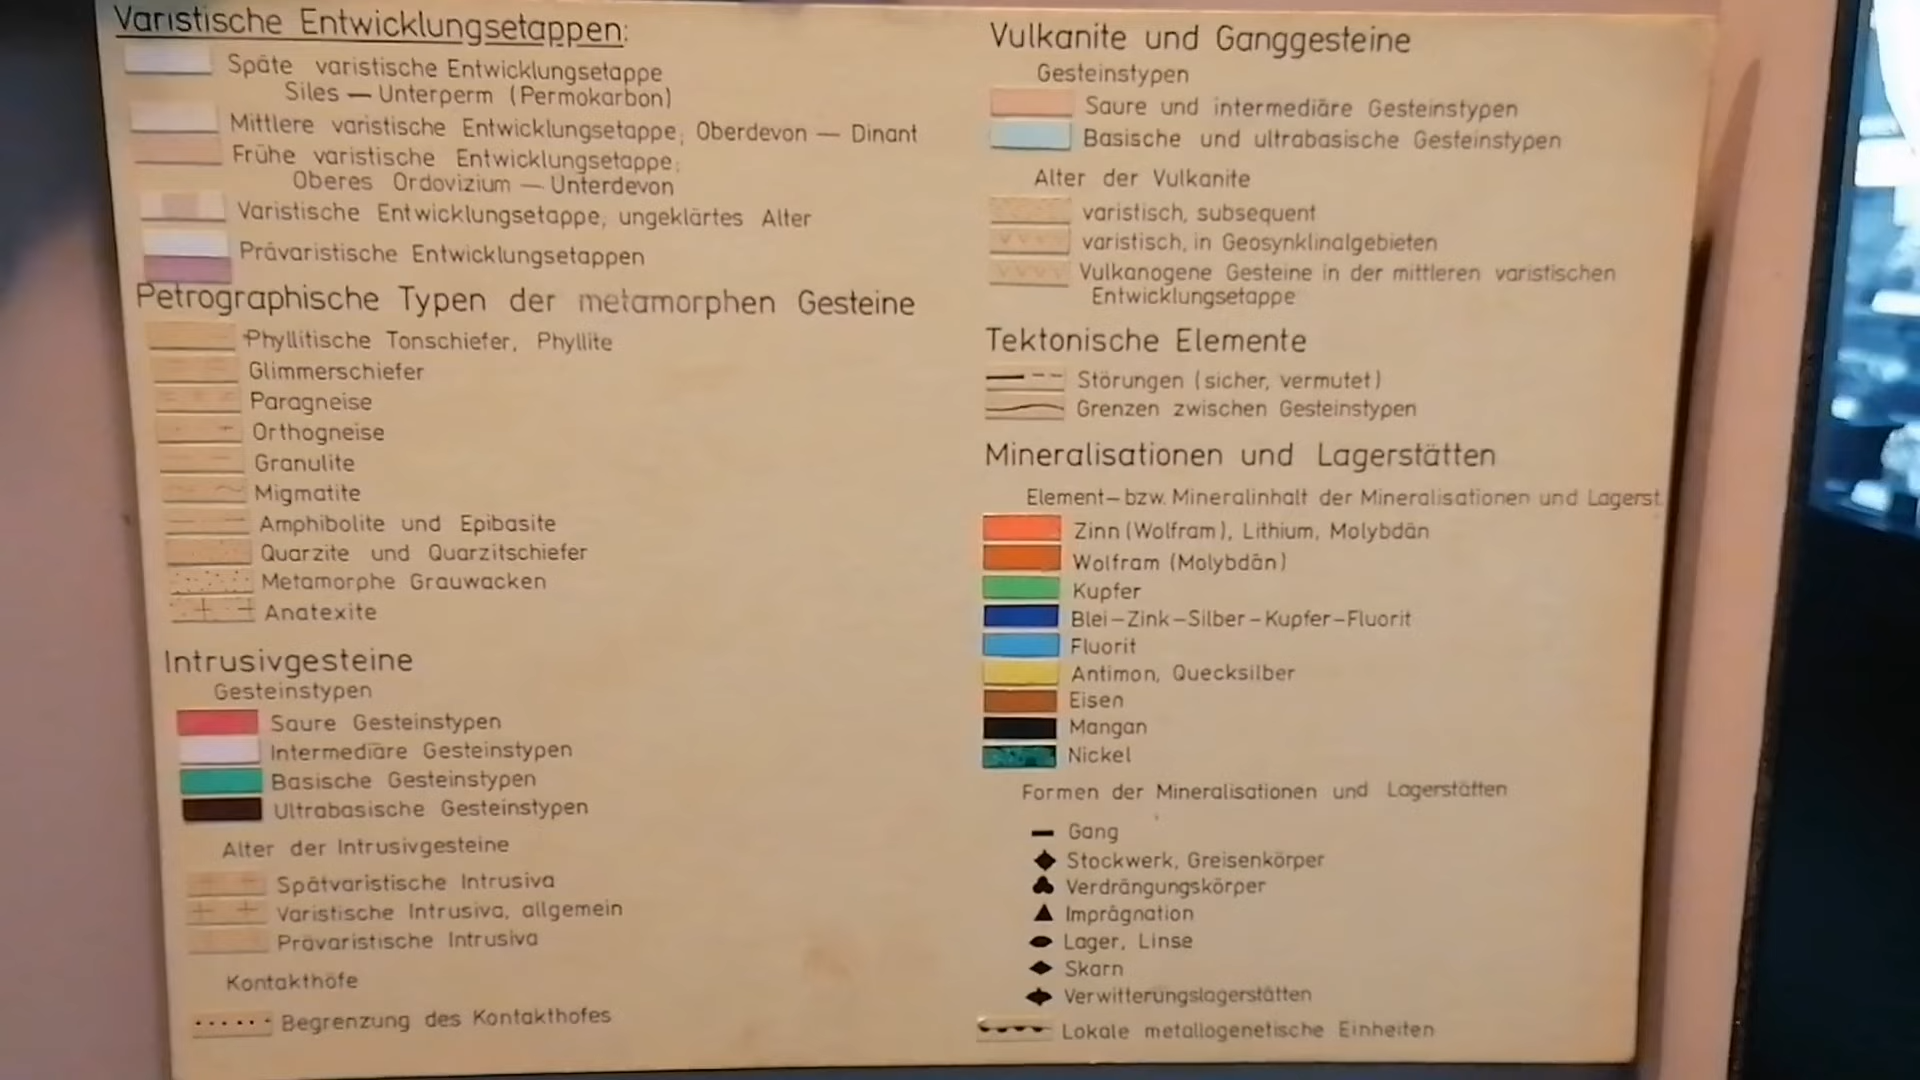 Varistische Entwicklungsetappen:
Späte varistische Entwicklungsetappe
Siles — Unterperm (Permokarbon)
Mittlere varistische Entwicklungsetappe, Oberdevon — Dinant
Frühe varistische Entwicklungsetappe,
Oberes Ordovizium — Unterdevon
Varistische Entwicklungsetappe, ungeklärtes Alter
Prävaristische Entwicklungsetappen
Petrographische Typen der metamorphen Gesteine
Phyllitische Tonschiefer, Phyllite
Glimmerschiefer
Paragneise
Orthogneise
Granulite
Migmatite
Amphibolite und Epibasite
Quarzite und Quarzitschiefer
Metamorphe Grauwacken
Anatexite
Intrusivgesteine
Gesteinstypen
Saure Gesteinstypen
Intermediäre Gesteinstypen
Basische Gesteinstypen
Ultrabasische Gesteinstypen
Alter der Intrusivgesteine
Spätvaristische Intrusiva
Varistische Intrusiva, allgemein
Prävaristische Intrusiva
Kontakthöfe
Begrenzung des Kontakthofes
Vulkanite und Ganggesteine
Gesteinstypen
Saure und intermediäre Gesteinstypen
Basische und ultrabasische Gesteinstypen
Alter der Vulkanite
varistisch, subsequent
varistisch, in Geosynklinalgebieten
Vulkanogene Gesteine in der mittleren varistischen
Entwicklungsetappe
Tektonische Elemente
Störungen (sicher, vermutet)
Grenzen zwischen Gesteinstypen
Mineralisationen und Lagerstätten
Element- bzw. Mineralinhalt der Mineralisationen und Lagerst.
Zinn (Wolfram), Lithium, Molybdän
Wolfram (Molybdän)
Kupfer
Blei-Zink-Silber-Kupfer-Fluorit
Fluorit
Antimon, Quecksilber
Eisen
Mangan
Nickel
Formen der Mineralisationen und Lagerstätten
Gang
Stockwerk, Greisenkörper
Verdrängungskörper
Imprägnation
Lager, Linse
Skarn
Verwitterungslagerstätten
Lokale metallogenetische Einheiten